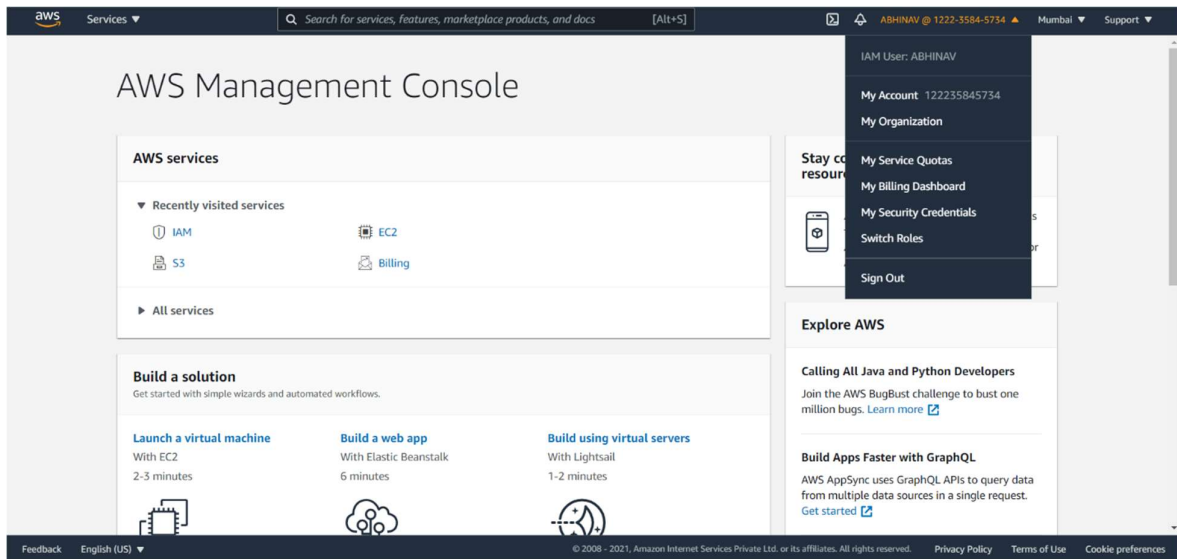 aws
Services ▼
Search for services, features, marketplace products, and docs [Alt+S]
ABHINAV @ 1222-3584-5734 ▲
Mumbai ▼
Support ▼
IAM User: ABHINAV
My Account 122235845734
My Organization
My Service Quotas
My Billing Dashboard
My Security Credentials
Switch Roles
Sign Out
AWS Management Console
AWS services
▼ Recently visited services
IAM
EC2
S3
Billing
▶ All services
Build a solution
Get started with simple wizards and automated workflows.
Launch a virtual machine
With EC2
2-3 minutes
Build a web app
With Elastic Beanstalk
6 minutes
Build using virtual servers
With Lightsail
1-2 minutes
Explore AWS
Calling All Java and Python Developers
Join the AWS BugBust challenge to bust one
million bugs. Learn more
Build Apps Faster with GraphQL
AWS AppSync uses GraphQL APIs to query data
from multiple data sources in a single request.
Get started
Feedback
English (US) ▼
© 2008 - 2021, Amazon Internet Services Private Ltd. or its affiliates. All rights reserved.
Privacy Policy
Terms of Use
Cookie preferences